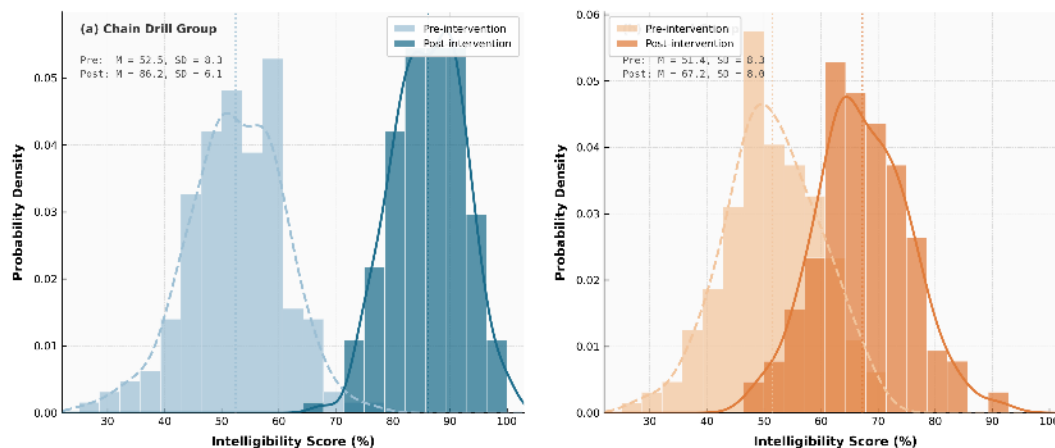 (a) Chain Drill Group
Pre-intervention
Post-intervention
Pre: M = 52.5, SD = 8.3
Post: M = 86.2, SD = 6.1
Probability Density
0.05
0.04
0.03
0.02
0.01
0.00
30 40 50 60 70 80 90 100
Intelligibility Score (%)
Pre-intervention
Post-intervention
Pre: M = 51.4, SD = 8.3
Post: M = 67.2, SD = 8.0
Probability Density
0.06
0.05
0.04
0.03
0.02
0.01
0.00
30 40 50 60 70 80 90 100
Intelligibility Score (%)